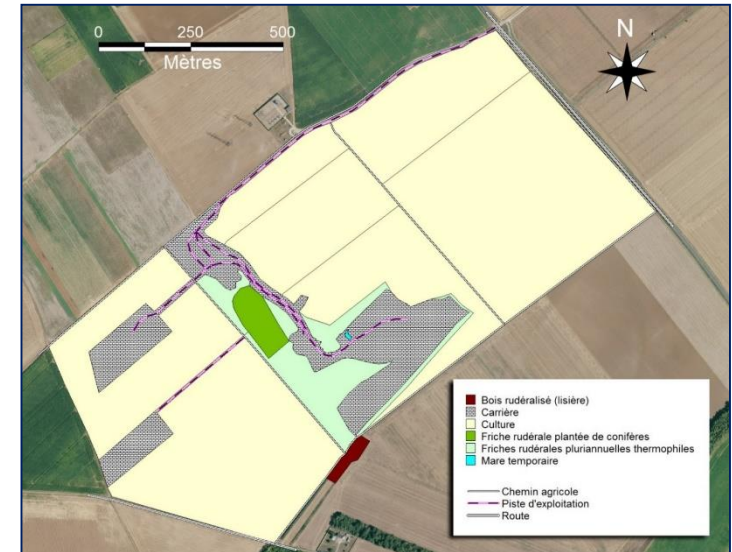 0 250 500
Mètres
N
Bois rudéralisé (lisière)
Carrière
Culture
Friche rudérale plantée de conifères
Friches rudérales pluriannuelles thermophiles
Mare temporaire
Chemin agricole
Piste d'exploitation
Route